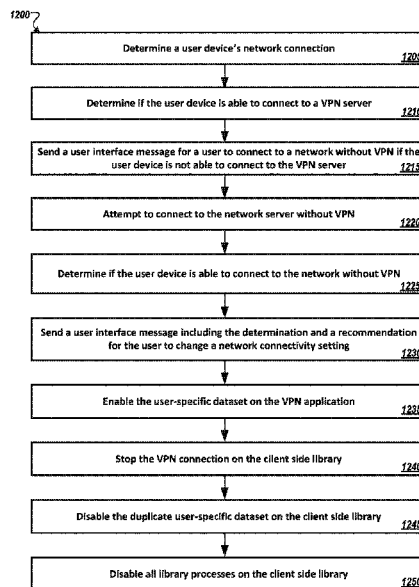 1200
Determine a user device's network connection
1205
Determine if the user device is able to connect to a VPN server
1210
Send a user interface message for a user to connect to a network without VPN if the
user device is not able to connect to the VPN server
1215
Attempt to connect to the network server without VPN
1220
Determine if the user device is able to connect to the network without VPN
1225
Send a user interface message including the determination and a recommendation
for the user to change a network connectivity setting
1230
Enable the user-specific dataset on the VPN application
1235
Stop the VPN connection on the client side library
1240
Disable the duplicate user-specific dataset on the client side library
1245
Disable all library processes on the client side library
1250